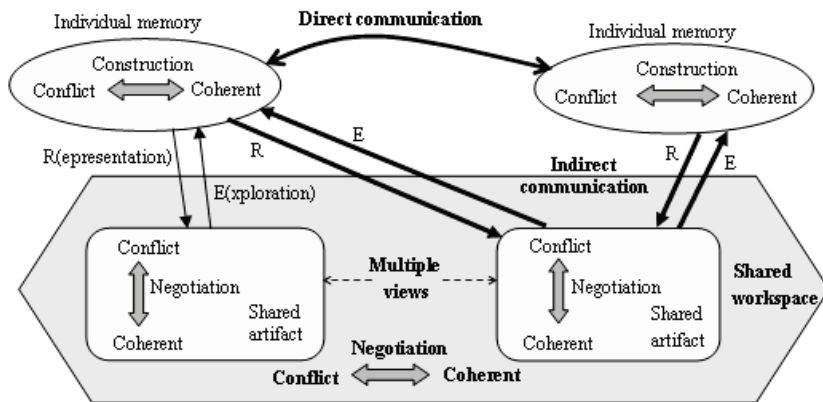 Direct communication
Individual memory
Individual memory
Construction
Conflict
Coherent
Construction
Conflict
Coherent
R(epresentation)
R
E
R
E
E(xploration)
Indirect
communication
Conflict
Negotiation
Coherent
Shared
artifact
Multiple
views
Conflict
Negotiation
Coherent
Shared
artifact
Shared
workspace
Negotiation
Conflict
Coherent